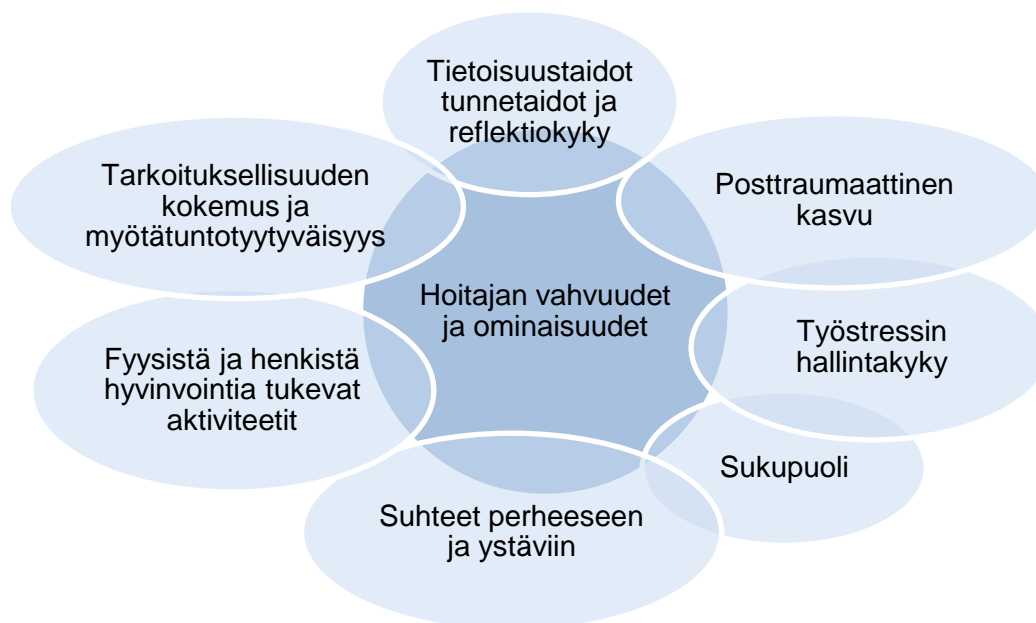 Tietoisuustaidot
tunnetaidot ja
reflektiokyky
Posttraumaattinen
kasvu
Työstressin
hallintakyky
Sukupuoli
Suhteet perheeseen
ja ystäviin
Fyysistä ja henkistä
hyvinvointia tukevat
aktiviteetit
Tarkoituksellisuuden
kokemus ja
myötätuntotyytyväisyys
Hoitajan vahvuudet
ja ominaisuudet